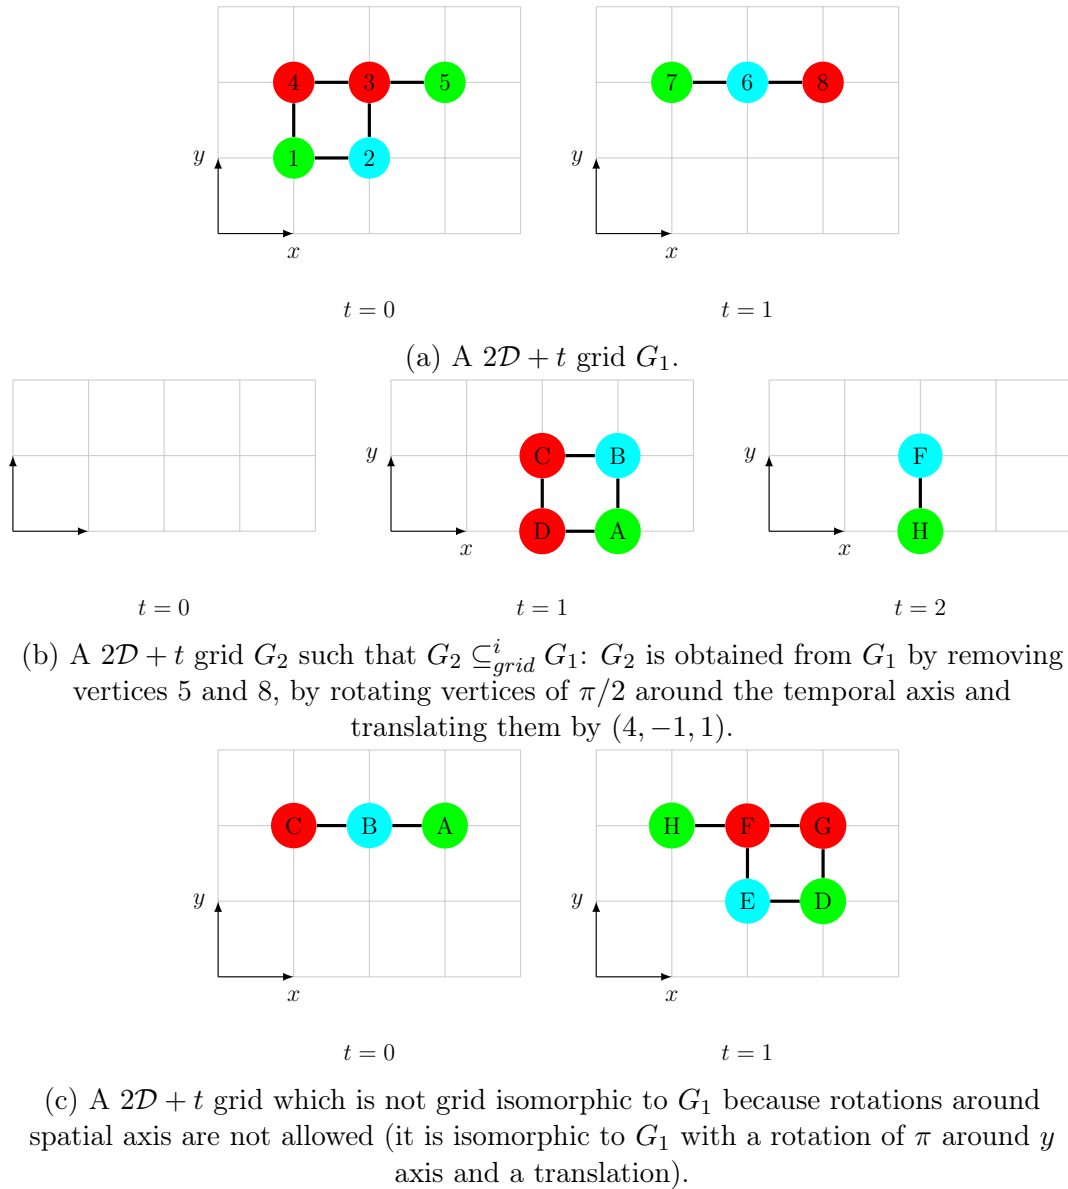 4 3 5 7 6 8
y 1 2 y
x x
t = 0 t = 1
(a) A 2𝒟 + t grid G₁.
y C B y F
D A H
x x
t = 0 t = 1 t = 2
(b) A 2𝒟 + t grid G₂ such that G₂ ⊆ⁱ_grid G₁: G₂ is obtained from G₁ by removing
vertices 5 and 8, by rotating vertices of π/2 around the temporal axis and
translating them by (4, −1, 1).
C B A H F G
y y E D
x x
t = 0 t = 1
(c) A 2𝒟 + t grid which is not grid isomorphic to G₁ because rotations around
spatial axis are not allowed (it is isomorphic to G₁ with a rotation of π around y
axis and a translation).